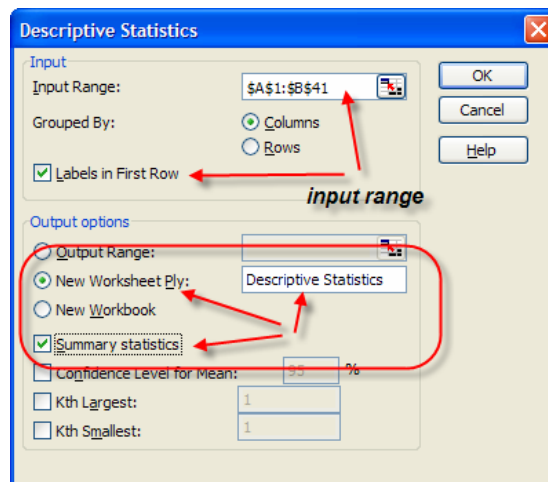 Descriptive Statistics
Input
Input Range:
$A$1:$B$41
OK
Grouped By:
Columns
Cancel
Rows
Help
Labels in First Row
input range
Output options
Output Range:
New Worksheet Ply:
Descriptive Statistics
New Workbook
Summary statistics
Confidence Level for Mean:
95
%
Kth Largest:
1
Kth Smallest:
1